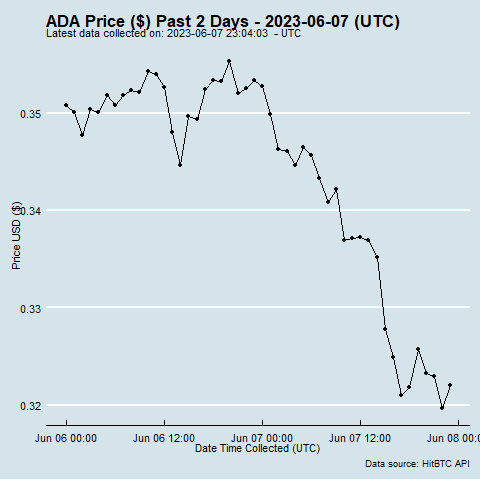 ADA Price ($) Past 2 Days - 2023-06-07 (UTC)
Latest data collected on: 2023-06-07 23:04:03 - UTC
0.35
0.34
0.33
0.32
Price USD ($)
Jun 06 00:00 Jun 06 12:00 Jun 07 00:00 Jun 07 12:00 Jun 08 00:00
Date Time Collected (UTC)
Data source: HitBTC API